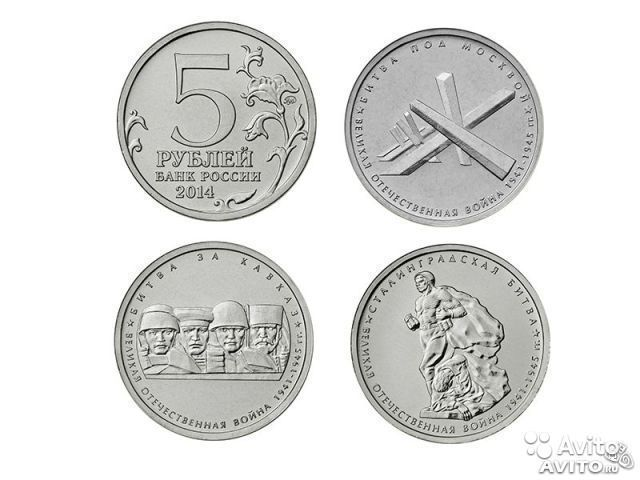 5
РУБЛЕЙ
БАНК РОССИИ
2014
БИТВА ПОД МОСКВОЙ
ВЕЛИКАЯ ОТЕЧЕСТВЕННАЯ ВОЙНА 1941-1945 ГГ.
БИТВА ЗА КАВКАЗ
ВЕЛИКАЯ ОТЕЧЕСТВЕННАЯ ВОЙНА 1941-1945 ГГ.
СТАЛИНГРАДСКАЯ БИТВА
ВЕЛИКАЯ ОТЕЧЕСТВЕННАЯ ВОЙНА 1941-1945 ГГ.
Avito
AVITO.ru